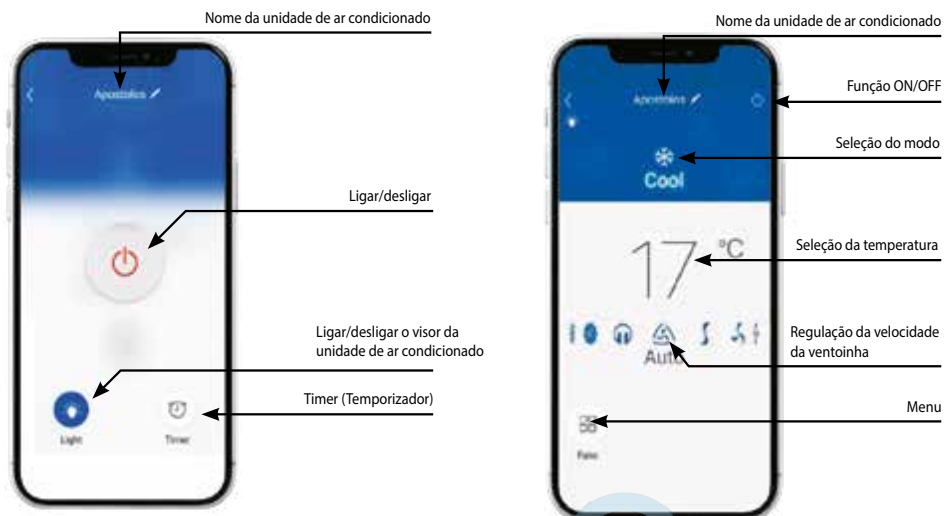 Nome da unidade de ar condicionado
Apostolos
Ligar/desligar
Ligar/desligar o visor da
unidade de ar condicionado
Timer (Temporizador)
Light
Timer
Nome da unidade de ar condicionado
Apostolos
Função ON/OFF
Seleção do modo
Cool
17 °C
Seleção da temperatura
Regulação da velocidade
da ventoinha
Auto
Menu
Func